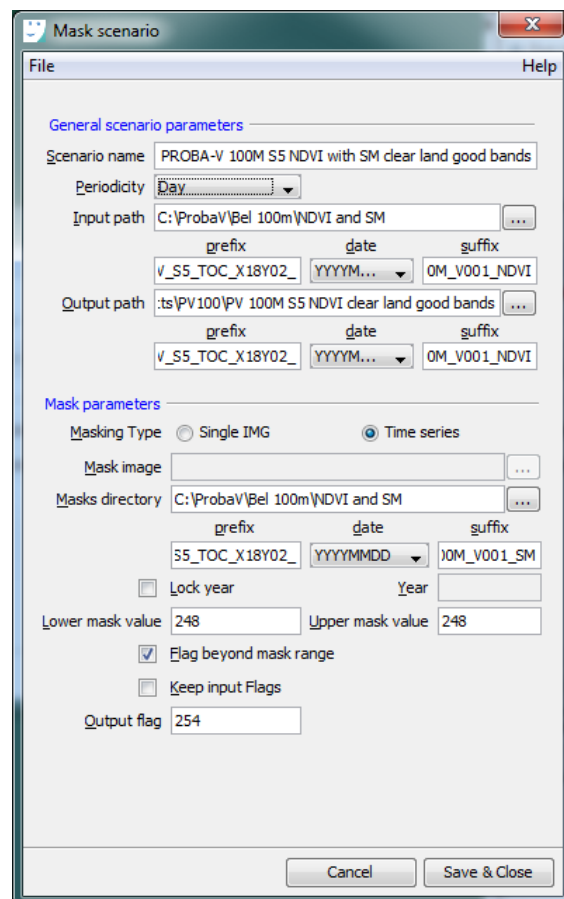 Mask scenario
File Help
General scenario parameters
Scenario name PROBA-V 100M S5 NDVI with SM clear land good bands
Periodicity Day
Input path C:\ProbaV\Bel 100m\NDVI and SM ...
prefix date suffix
V_S5_TOC_X18Y02_ YYYYM... 0M_V001_NDVI
Output path :ts\PV100\PV 100M S5 NDVI clear land good bands ...
prefix date suffix
V_S5_TOC_X18Y02_ YYYYM... 0M_V001_NDVI
Mask parameters
Masking Type Single IMG Time series
Mask image ...
Masks directory C:\ProbaV\Bel 100m\NDVI and SM ...
prefix date suffix
S5_TOC_X18Y02_ YYYYMMDD 00M_V001_SM
Lock year Year
Lower mask value 248 Upper mask value 248
Flag beyond mask range
Keep input Flags
Output flag 254
Cancel Save & Close